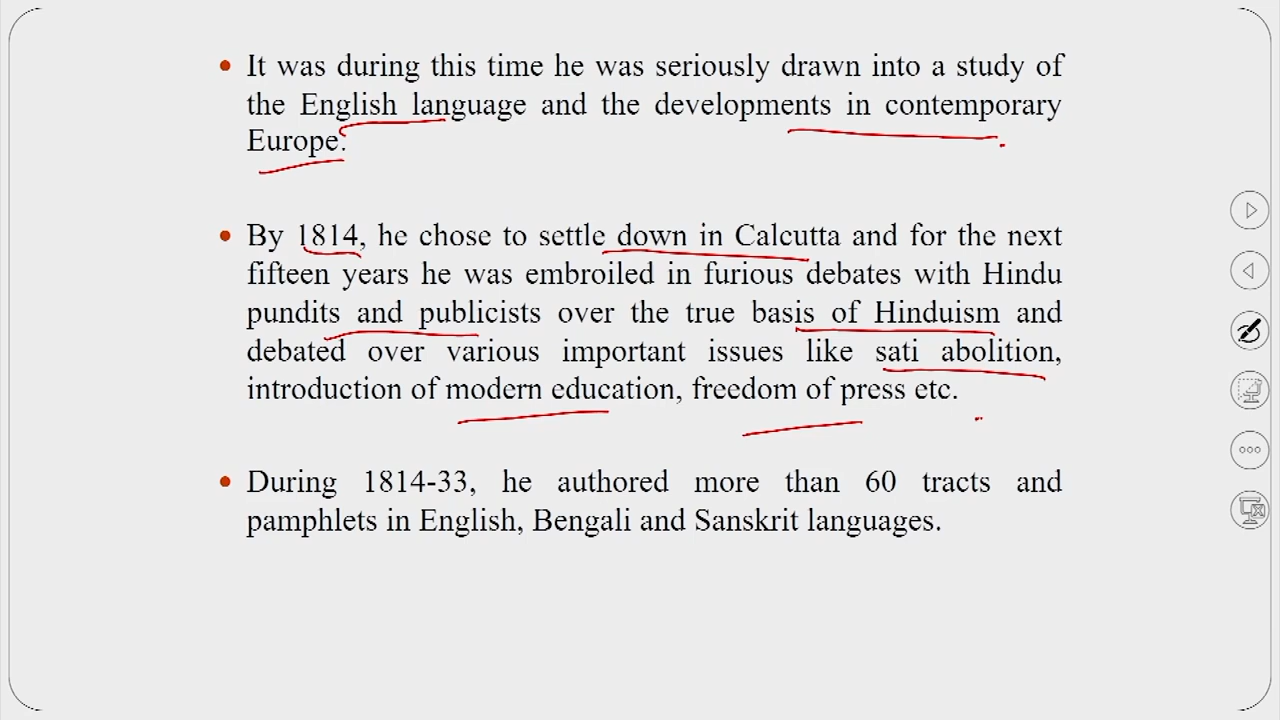 • It was during this time he was seriously drawn into a study of
the English language and the developments in contemporary
Europe.
• By 1814, he chose to settle down in Calcutta and for the next
fifteen years he was embroiled in furious debates with Hindu
pundits and publicists over the true basis of Hinduism and
debated over various important issues like sati abolition,
introduction of modern education, freedom of press etc.
• During 1814-33, he authored more than 60 tracts and
pamphlets in English, Bengali and Sanskrit languages.